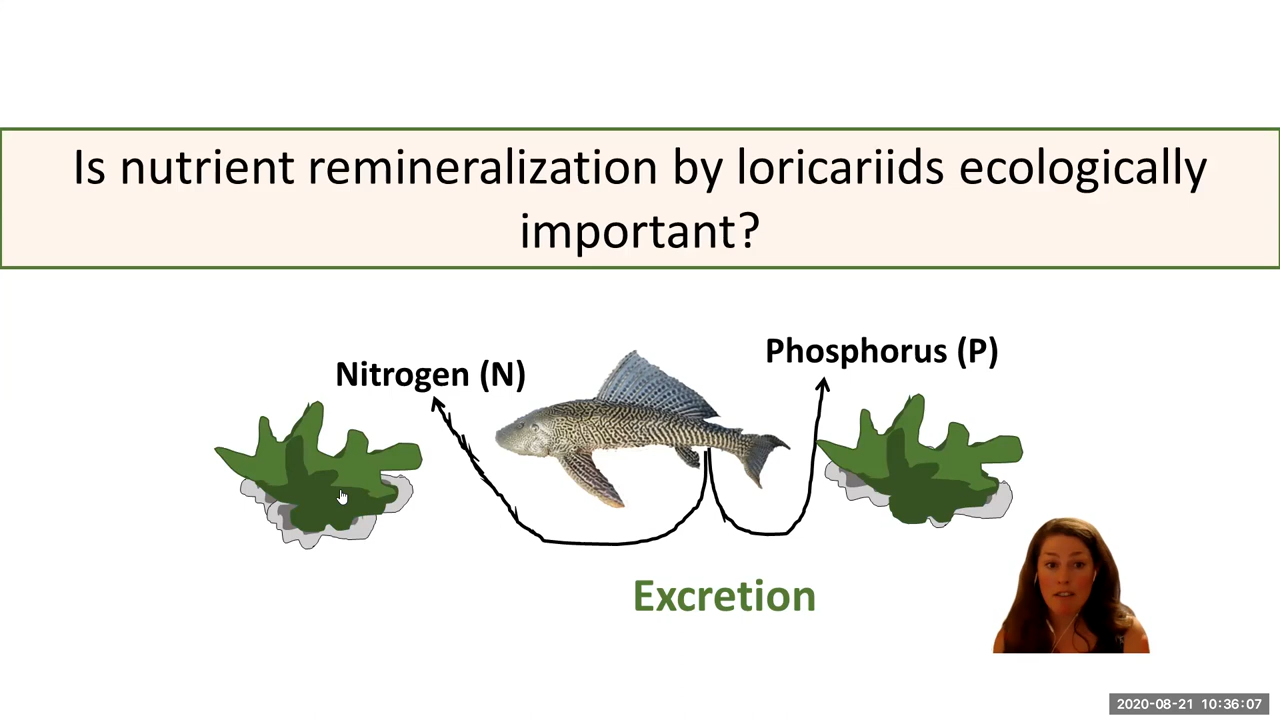 Is nutrient remineralization by loricariids ecologically
important?
Phosphorus (P)
Nitrogen (N)
Excretion
2020-08-21 10:36:07